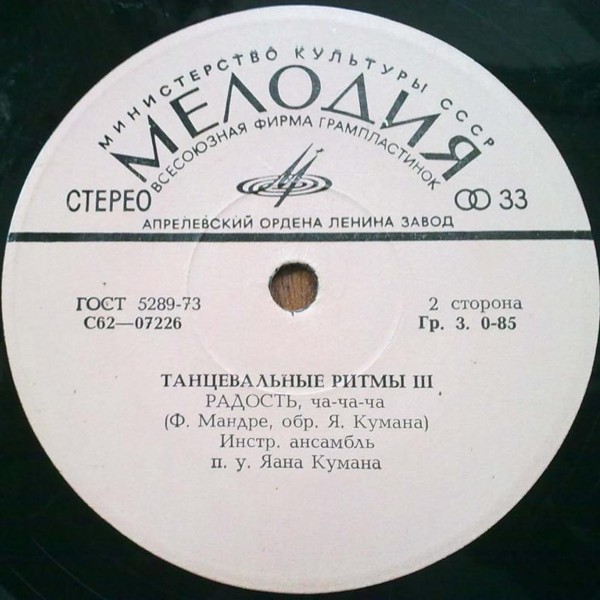 МИНИСТЕРСТВО КУЛЬТУРЫ СССР
МЕЛОДИЯ
ВСЕСОЮЗНАЯ ФИРМА ГРАМПЛАСТИНОК
СТЕРЕО
33
АПРЕЛЕВСКИЙ ОРДЕНА ЛЕНИНА ЗАВОД
ГОСТ 5289-73
2 сторона
С62—07226
Гр. 3. 0-85
ТАНЦЕВАЛЬНЫЕ РИТМЫ III
РАДОСТЬ, ча-ча-ча
(Ф. Мандре, обр. Я. Кумана)
Инстр. ансамбль
п. у. Яана Кумана